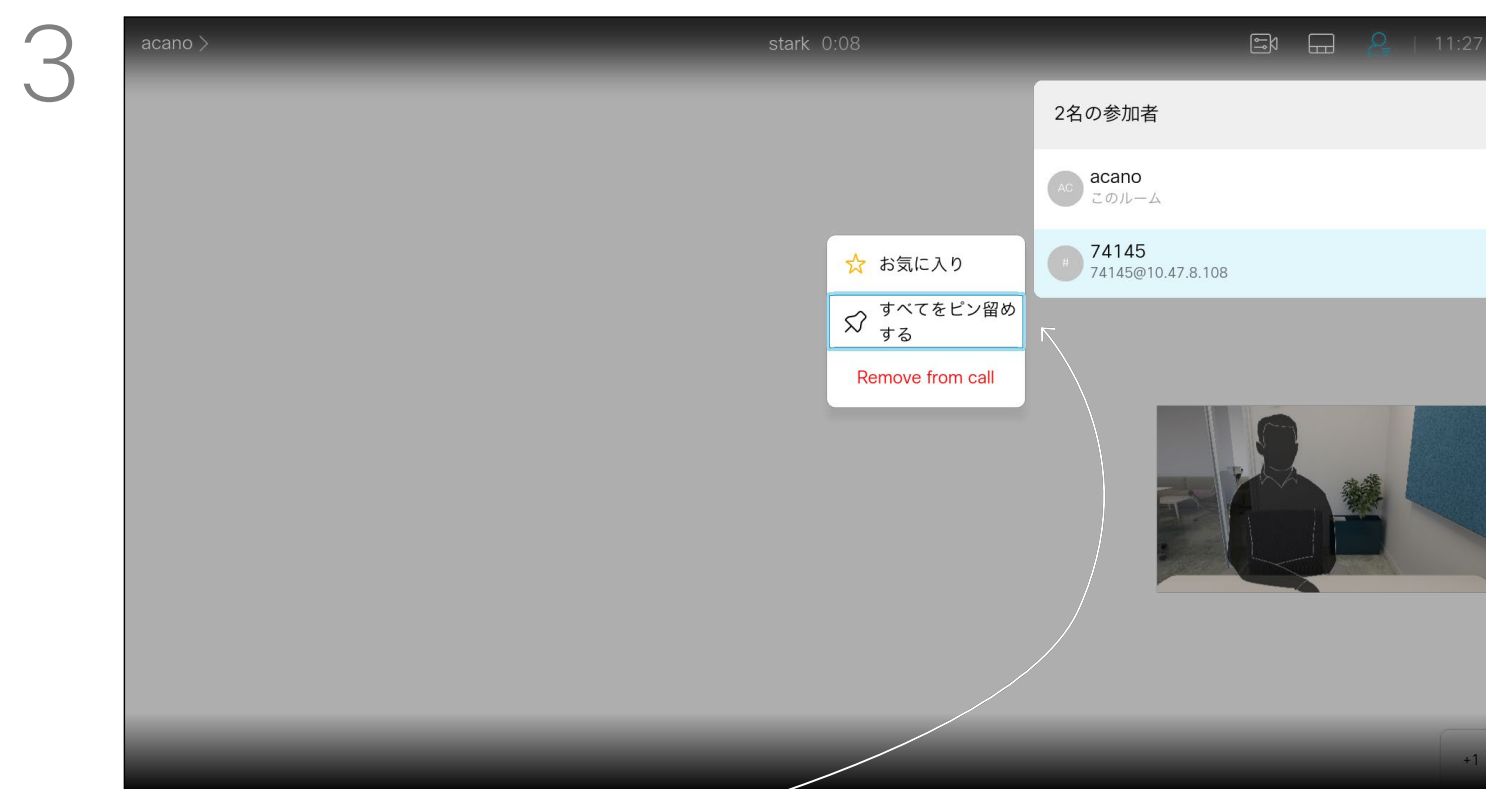 3
acano >
stark 0:08
11:27
2名の参加者
AC
acano
このルーム
#
74145
74145@10.47.8.108
お気に入り
すべてをピン留め
する
Remove from call
+1